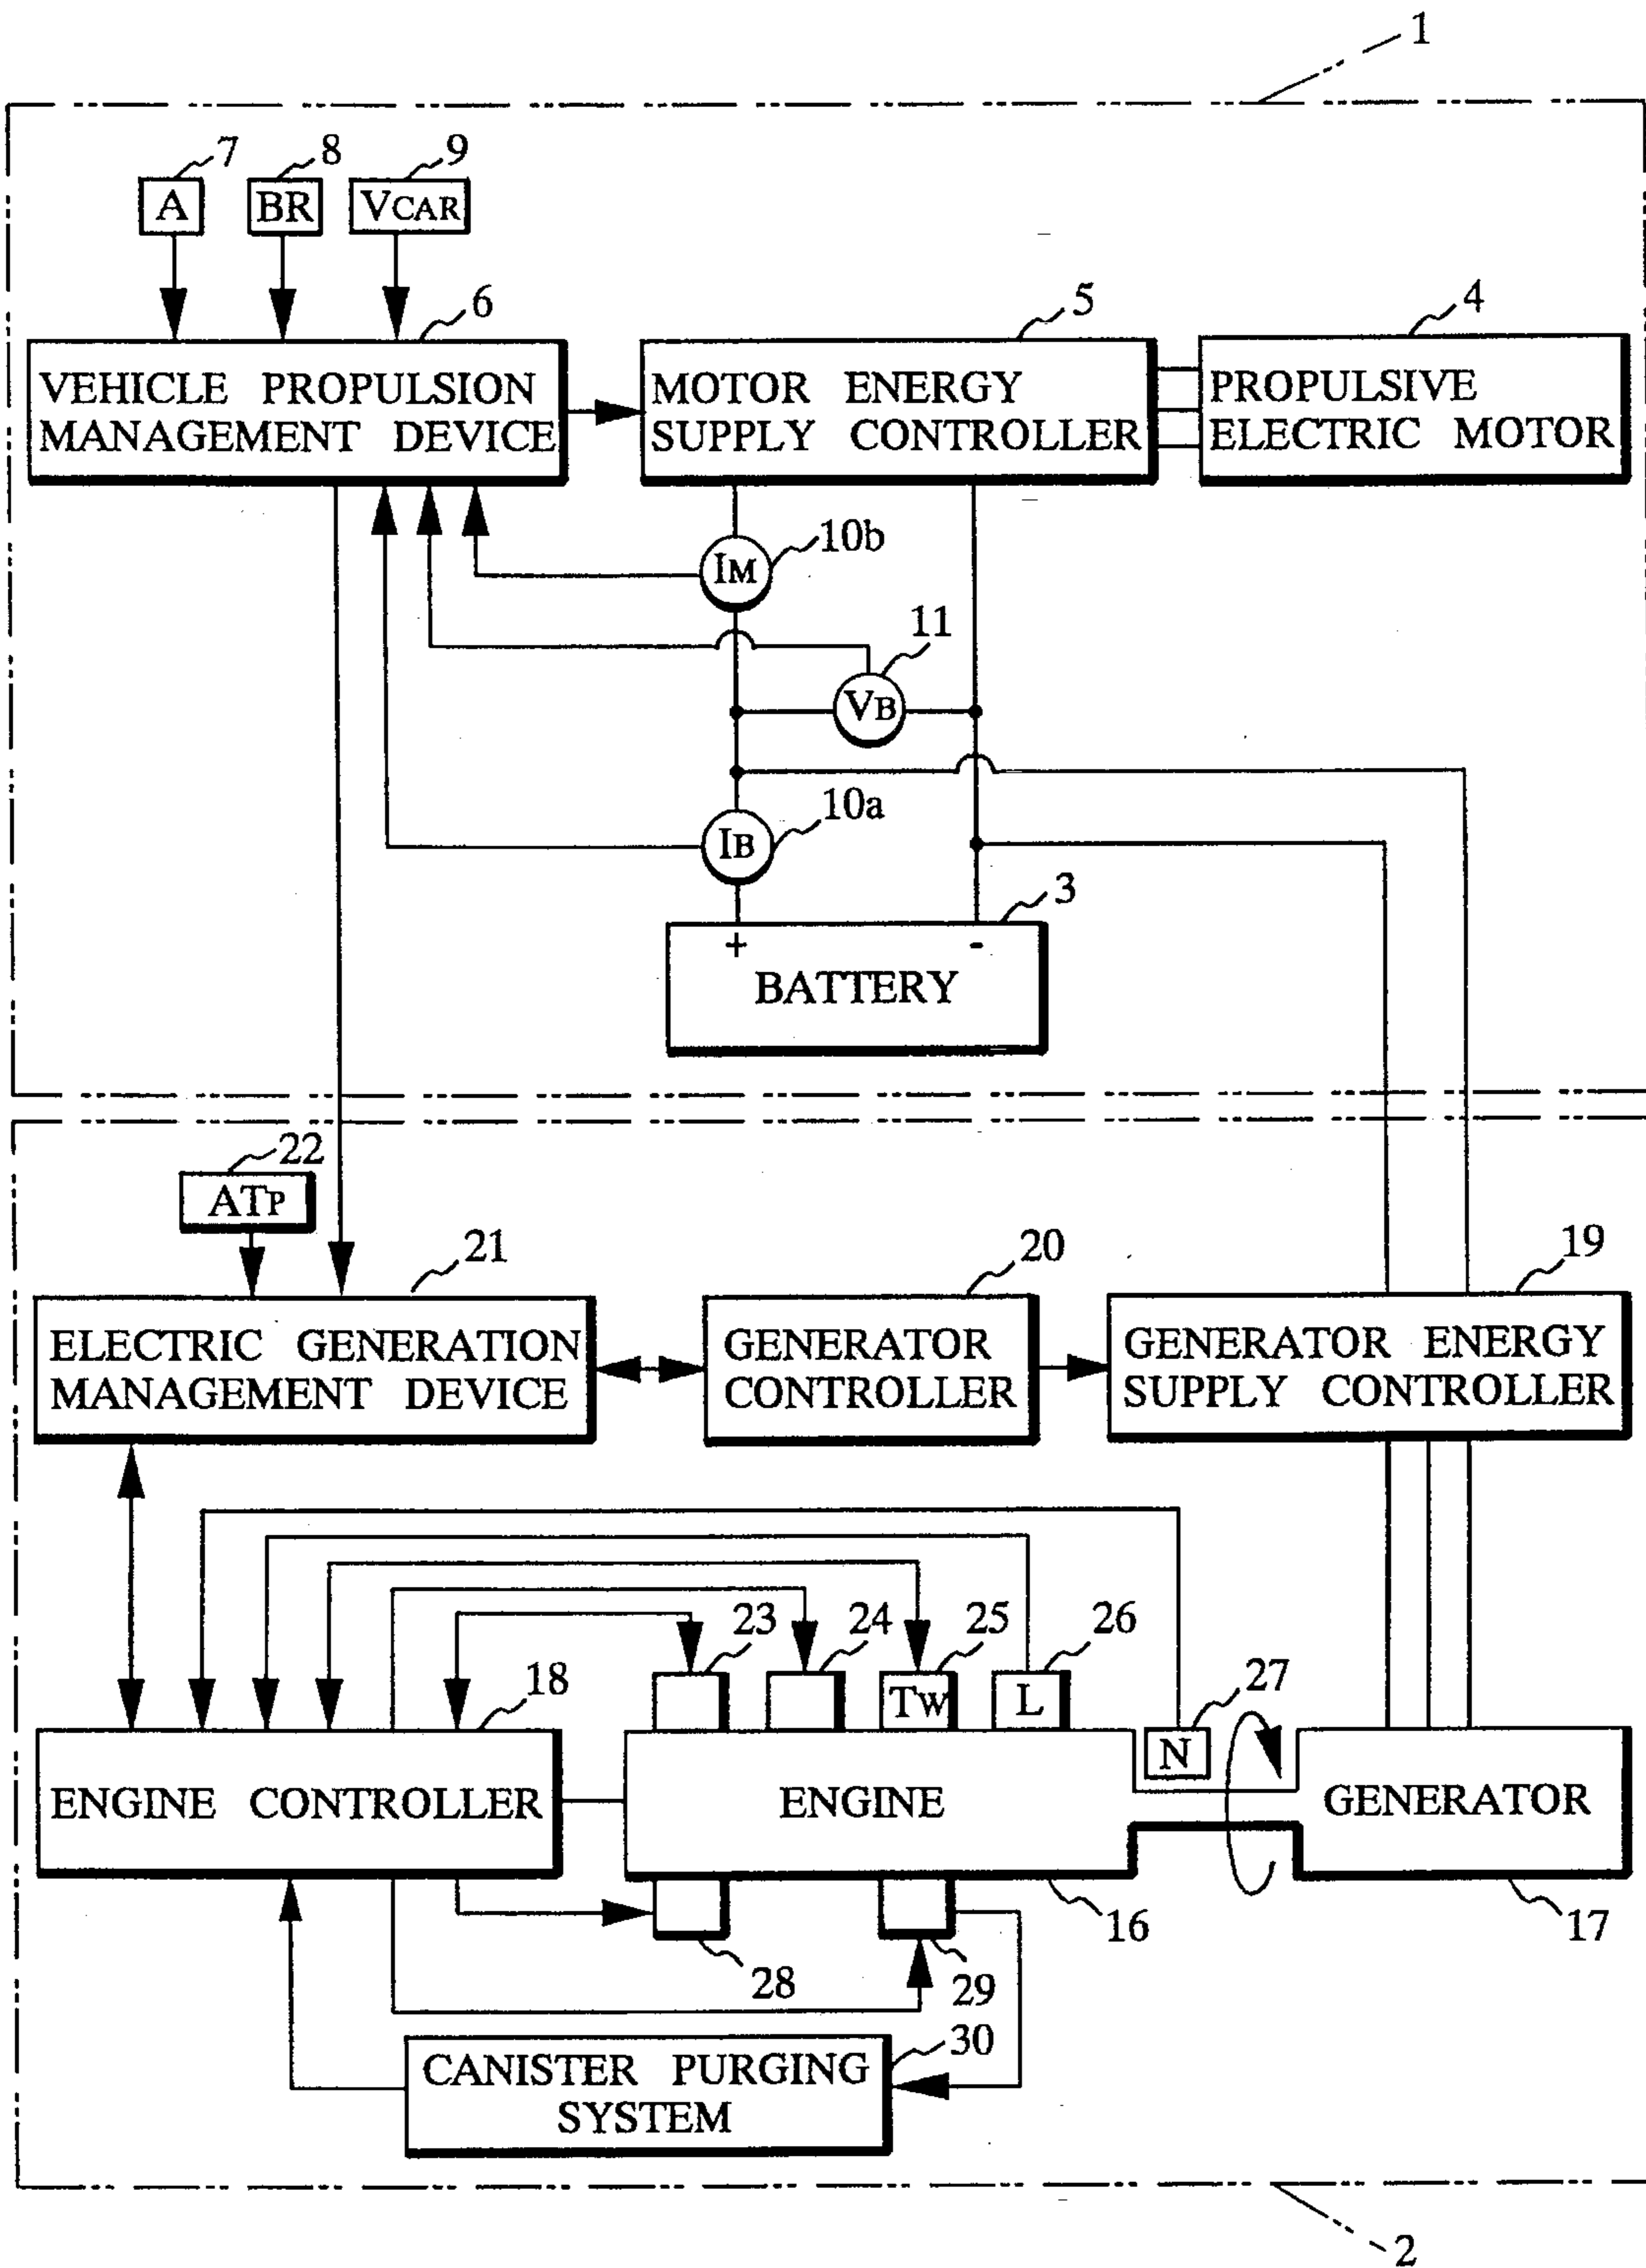 1
7
8
9
A
BR
VCAR
6
5
4
VEHICLE PROPULSION
MANAGEMENT DEVICE
MOTOR ENERGY
SUPPLY CONTROLLER
PROPULSIVE
ELECTRIC MOTOR
10b
IM
11
VB
10a
IB
3
+
-
BATTERY
22
ATP
21
20
19
ELECTRIC GENERATION
MANAGEMENT DEVICE
GENERATOR
CONTROLLER
GENERATOR ENERGY
SUPPLY CONTROLLER
23
24
25
26
27
18
TW
L
N
ENGINE CONTROLLER
ENGINE
GENERATOR
16
17
28
29
30
CANISTER PURGING
SYSTEM
2